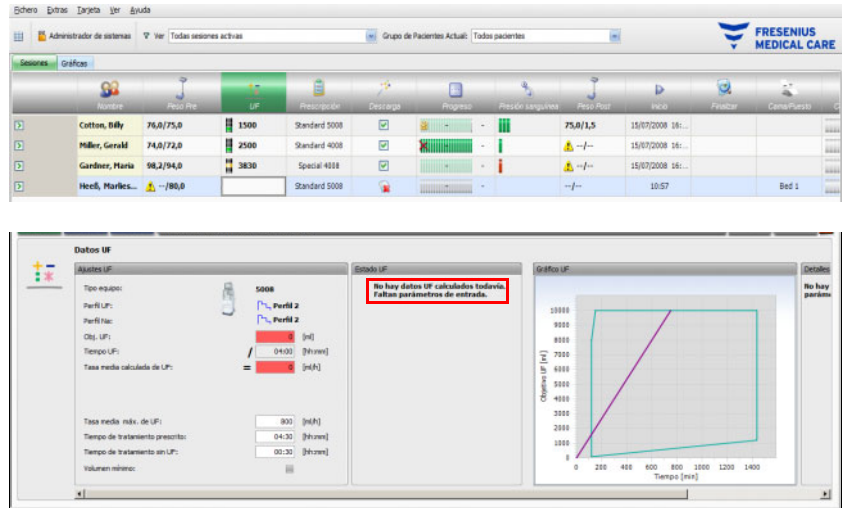 Fichero Extras Tarjeta Ver Ayuda
Administrador de sistemas Ver Todas sesiones activas Grupo de Pacientes Actual: Todos pacientes
FRESENIUS
MEDICAL CARE
Sesiones Gráficas
Nombre Peso Pre UF Prescripción Descarga Progreso Presión sanguínea Peso Post Inicio Finalizar Cama/Puesto
Cotton, Billy 76,0/75,0 1500 Standard 5008 - 75,0/1,5 15/07/2008 16:...
Miller, Gerald 74,0/72,0 2500 Standard 4008 - --/-- 15/07/2008 16:...
Gardner, Maria 98,2/94,0 3830 Special 4008 - --/-- 15/07/2008 16:...
Heeß, Marlies... --/80,0 Standard 5008 - --/-- 10:57 Bed 1
Datos UF
Ajustes UF
Tipo equipo: 5008
Perfil UF: Perfil 2
Perfil Na: Perfil 2
Obj. UF: 0 [ml]
Tiempo UF: / 04:00 [hh:mm]
Tasa media calculada de UF: = 0 [ml/h]
Tasa media máx. de UF: 800 [ml/h]
Tiempo de tratamiento prescrito: 04:30 [hh:mm]
Tiempo de tratamiento sin UF: 00:30 [hh:mm]
Volumen mínimo:
Estado UF
No hay datos UF calculados todavía.
Faltan parámetros de entrada.
Gráfico UF
Objetivo UF [ml]
10000
9000
8000
7000
6000
5000
4000
3000
2000
1000
0
0 200 400 600 800 1000 1200 1400
Tiempo [min]
Detalles
No hay
paráme